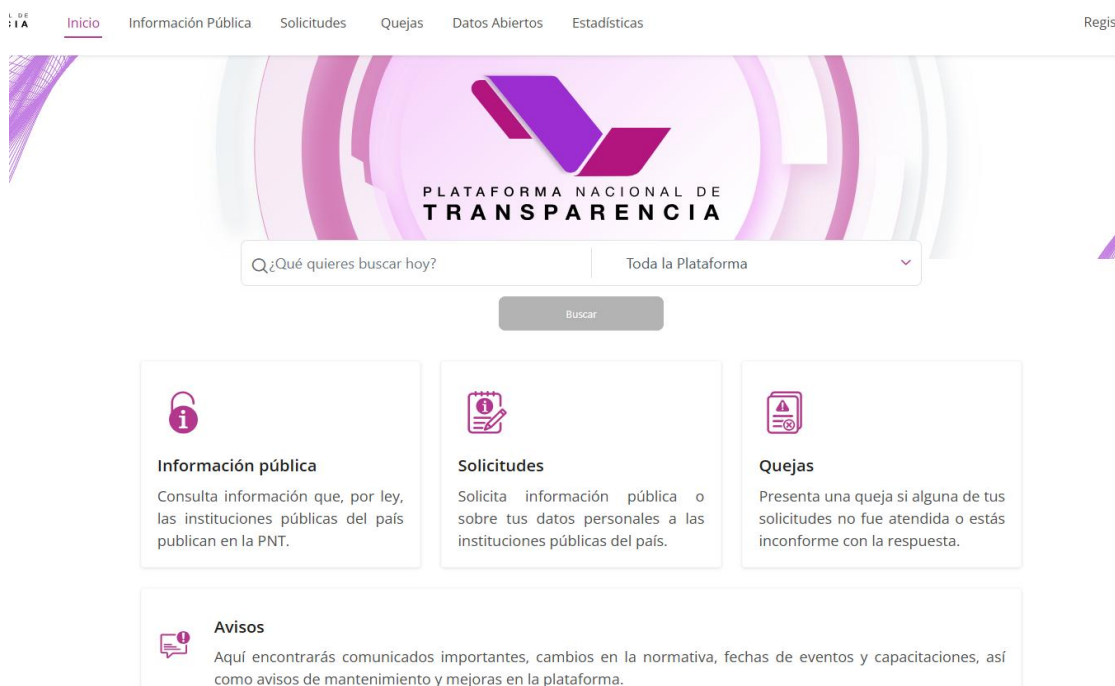 Inicio Información Pública Solicitudes Quejas Datos Abiertos Estadísticas
PLATAFORMA NACIONAL DE
TRANSPARENCIA
¿Qué quieres buscar hoy? Toda la Plataforma
Buscar
Información pública
Consulta información que, por ley,
las instituciones públicas del país
publican en la PNT.
Solicitudes
Solicita información pública o
sobre tus datos personales a las
instituciones públicas del país.
Quejas
Presenta una queja si alguna de tus
solicitudes no fue atendida o estás
inconforme con la respuesta.
Avisos
Aquí encontrarás comunicados importantes, cambios en la normativa, fechas de eventos y capacitaciones, así
como avisos de mantenimiento y mejoras en la plataforma.